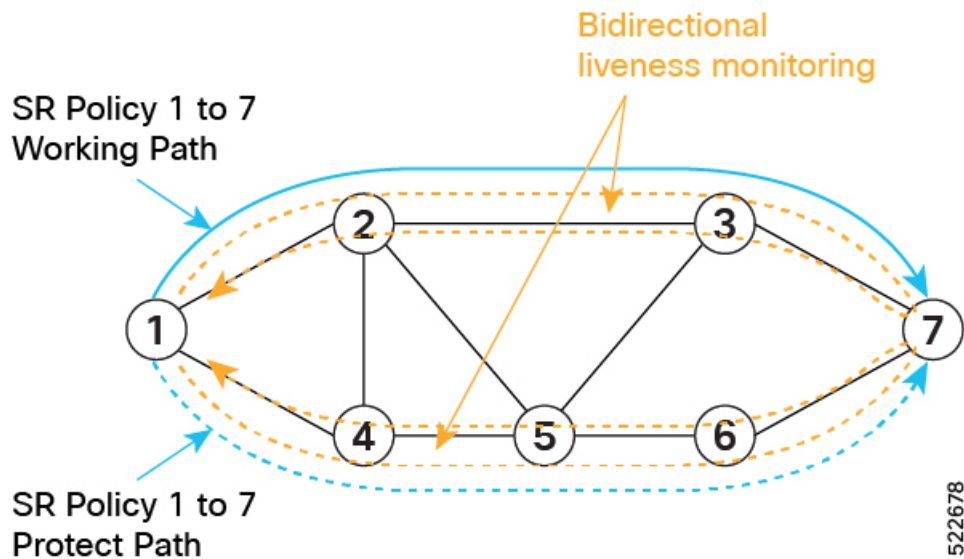 Bidirectional
liveness monitoring
SR Policy 1 to 7
Working Path
2
3
1
7
4
5
6
SR Policy 1 to 7
Protect Path
522678